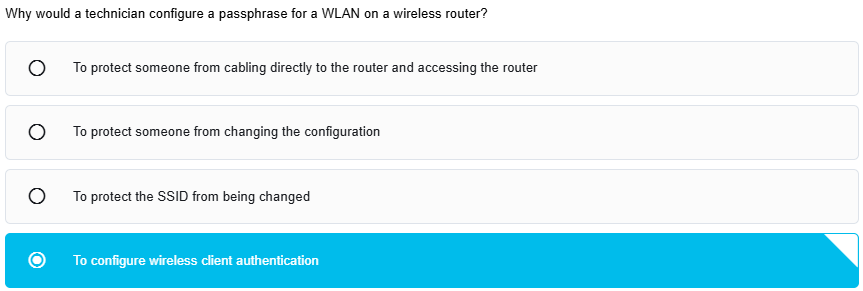 Why would a technician configure a passphrase for a WLAN on a wireless router?
To protect someone from cabling directly to the router and accessing the router
To protect someone from changing the configuration
To protect the SSID from being changed
To configure wireless client authentication